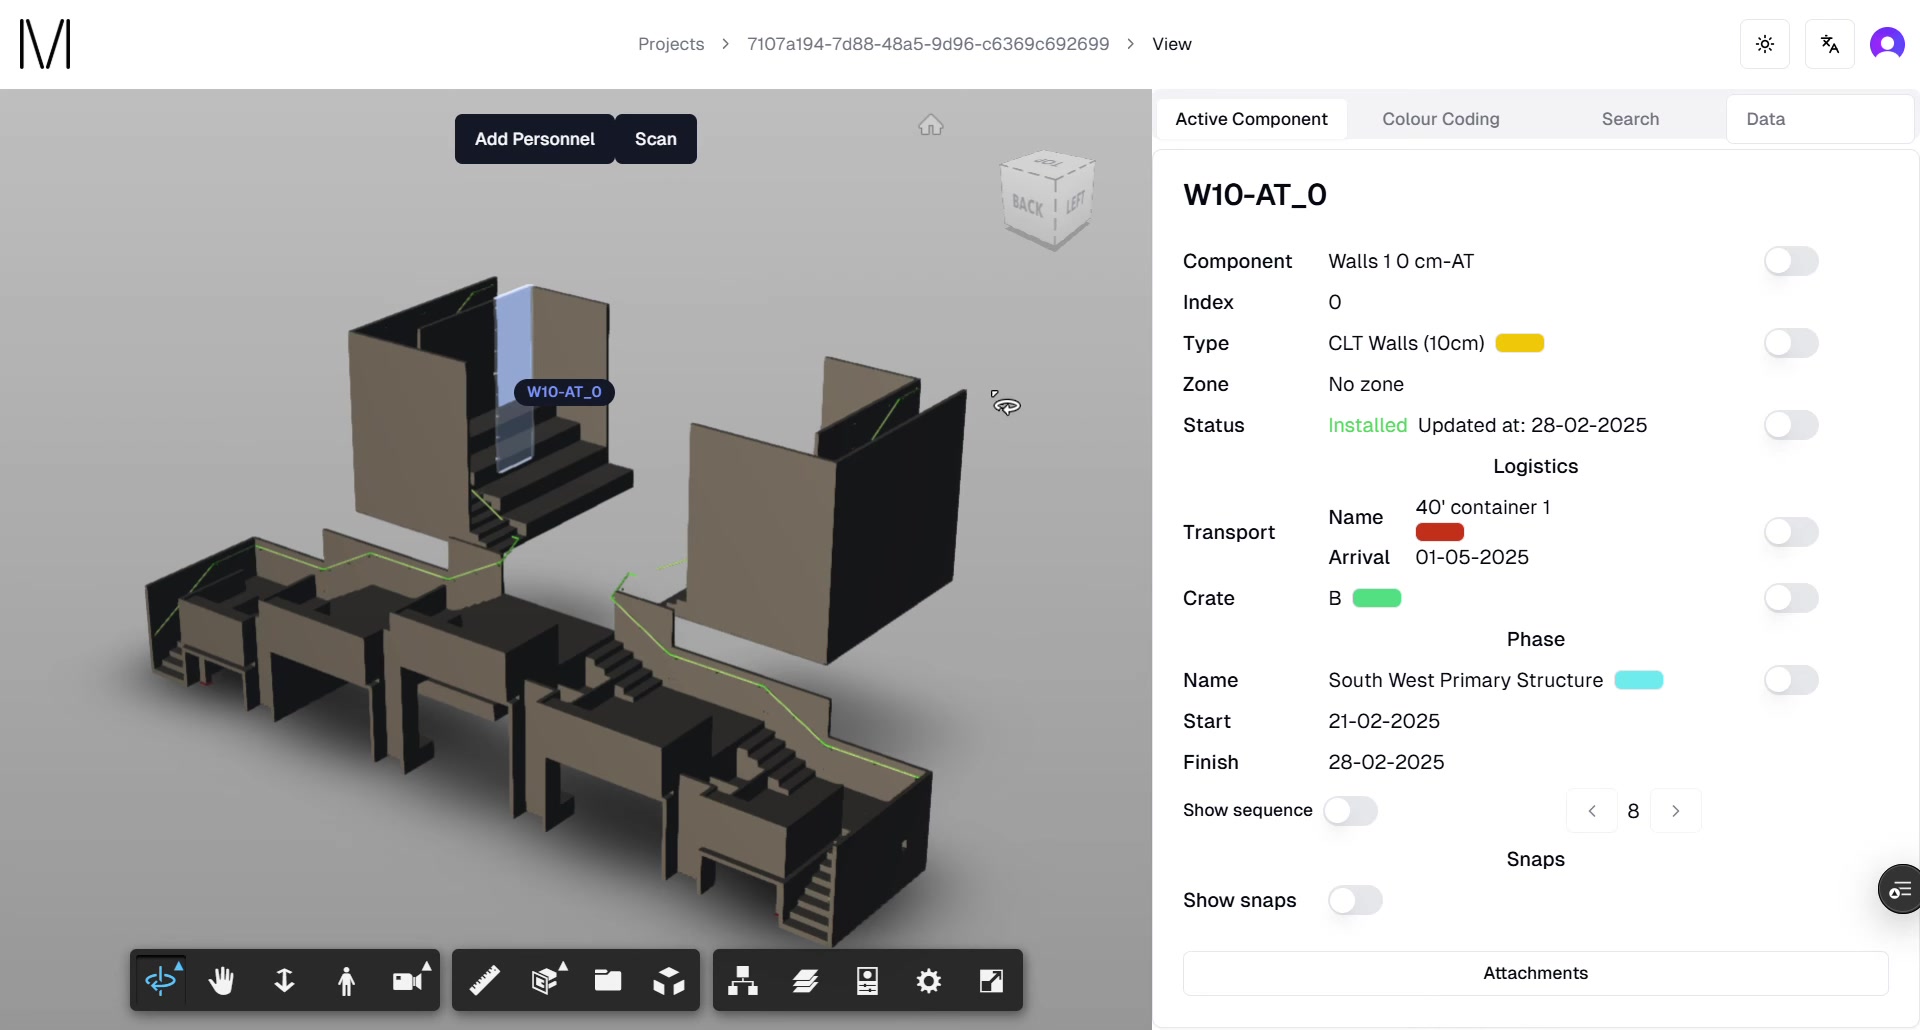 Projects > 7107a194-7d88-48a5-9d96-c6369c692699 > View
Add Personnel Scan
TOP
BACK LEFT
W10-AT_0
Active Component Colour Coding Search Data
W10-AT_0
Component Walls 1 0 cm-AT
Index 0
Type CLT Walls (10cm)
Zone No zone
Status Installed Updated at: 28-02-2025
Logistics
Transport Name 40' container 1
Arrival 01-05-2025
Crate B
Phase
Name South West Primary Structure
Start 21-02-2025
Finish 28-02-2025
Show sequence 8
Snaps
Show snaps
Attachments